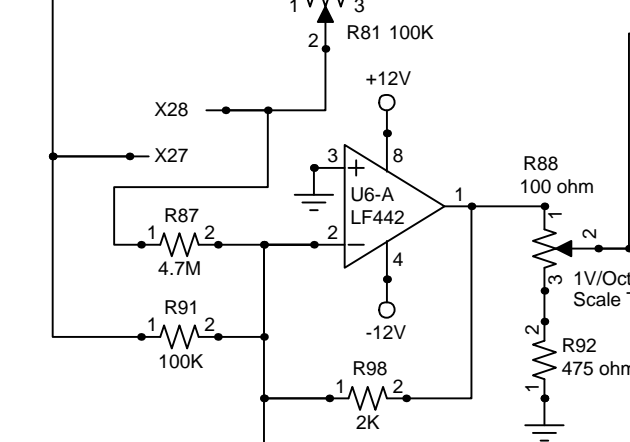 1 3
R81 100K
2
+12V
X28
X27
3
8
+
R88
100 ohm
U6-A
LF442
1
1
R87
1 2
4.7M
2
−
4
2
3
1V/Oct
Scale
R91
1 2
100K
-12V
2
R92
475 ohm
1
R98
1 2
2K